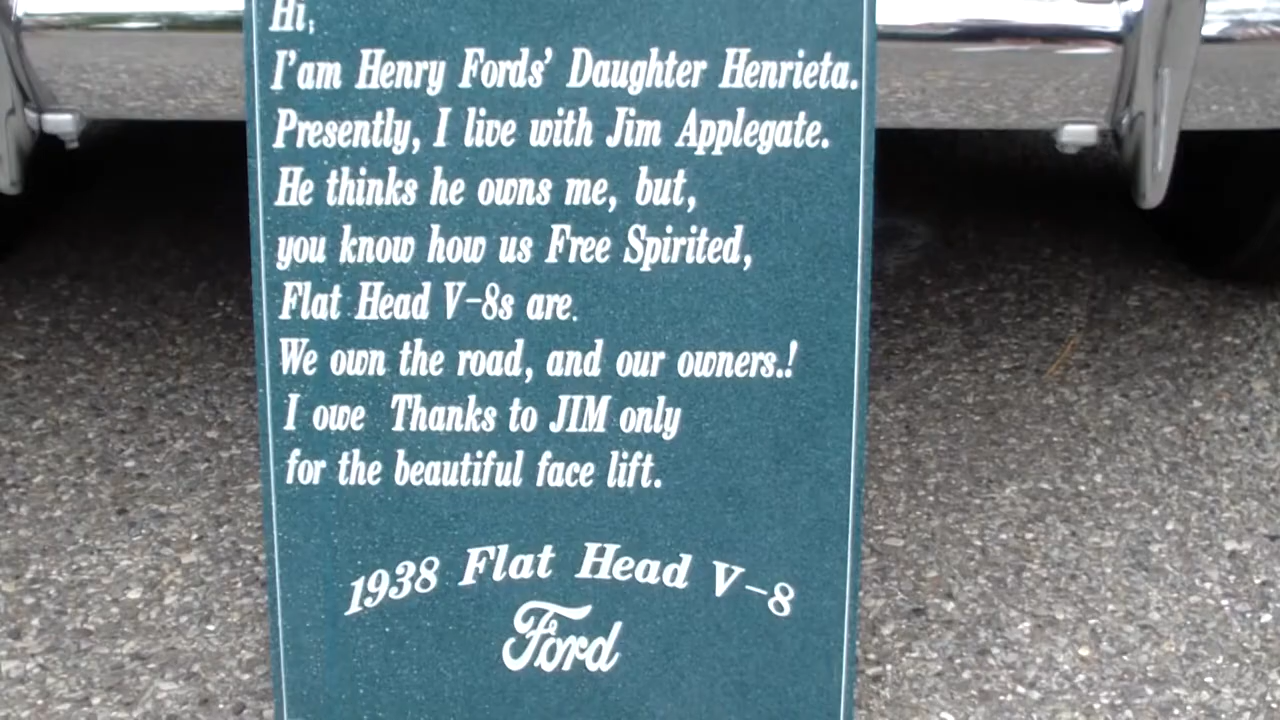 Hi,
I'am Henry Fords' Daughter Henrieta.
Presently, I live with Jim Applegate.
He thinks he owns me, but,
you know how us Free Spirited,
Flat Head V-8s are.
We own the road, and our owners.!
I owe Thanks to JIM only
for the beautiful face lift.
1938 Flat Head V-8
Ford